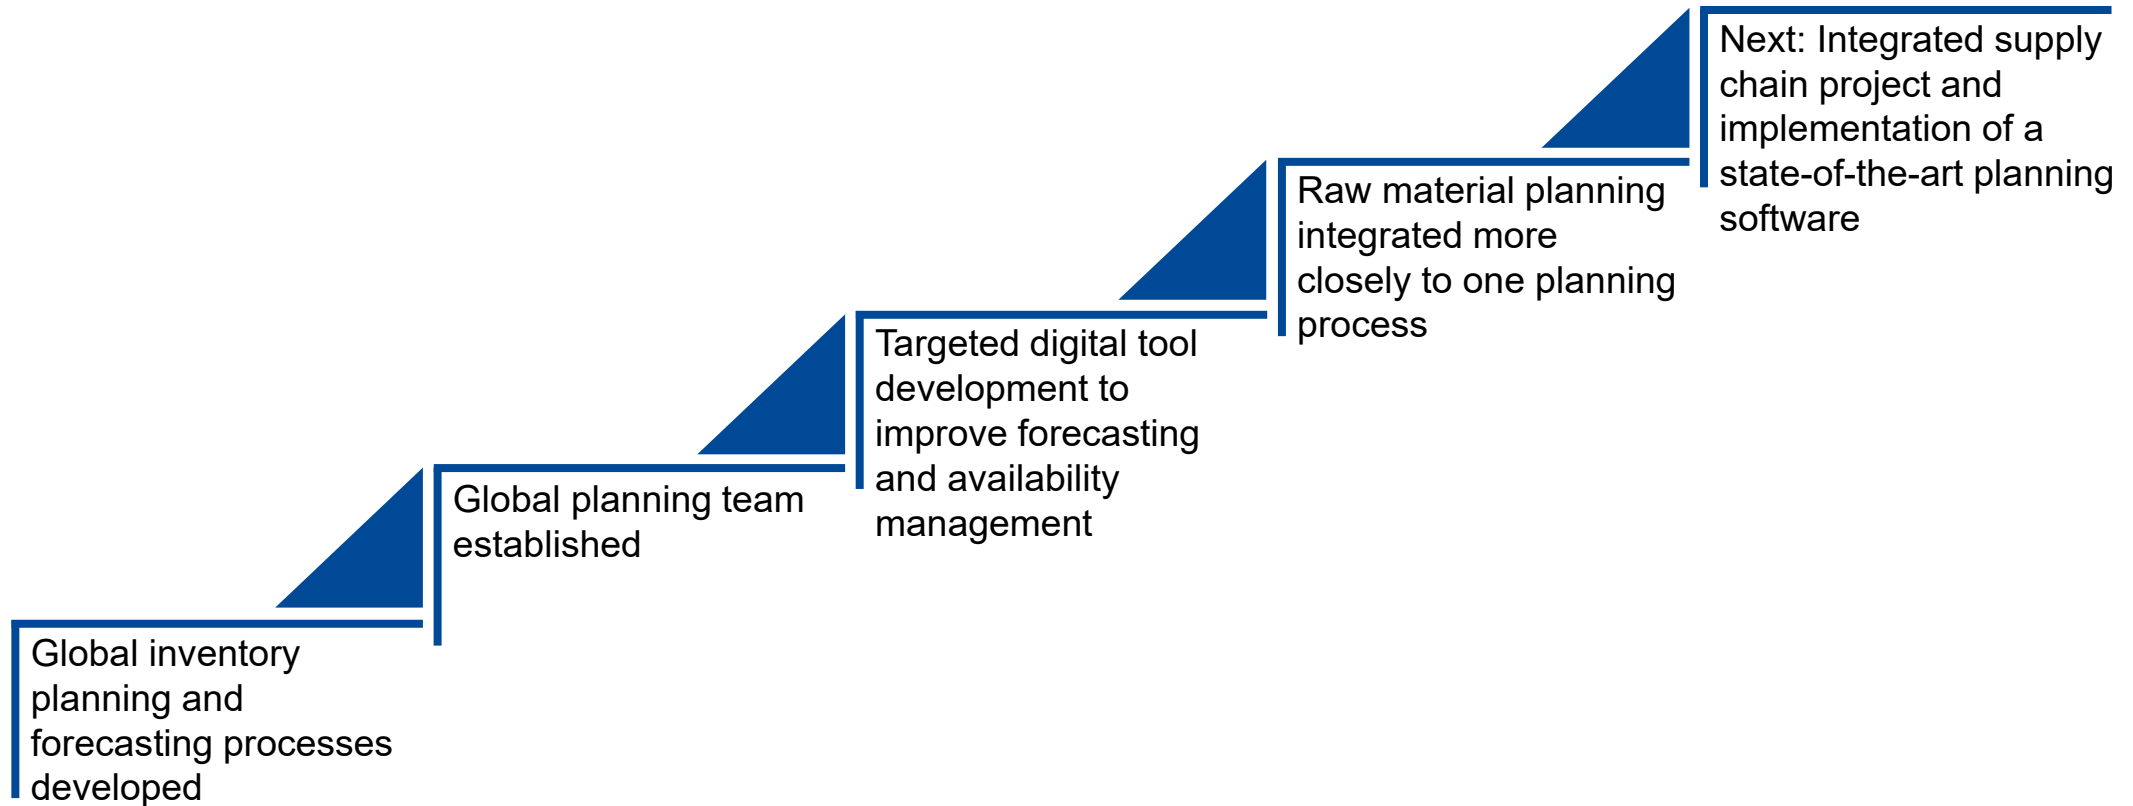 Global inventory
planning and
forecasting processes
developed
Global planning team
established
Targeted digital tool
development to
improve forecasting
and availability
management
Raw material planning
integrated more
closely to one planning
process
Next: Integrated supply
chain project and
implementation of a
state-of-the-art planning
software